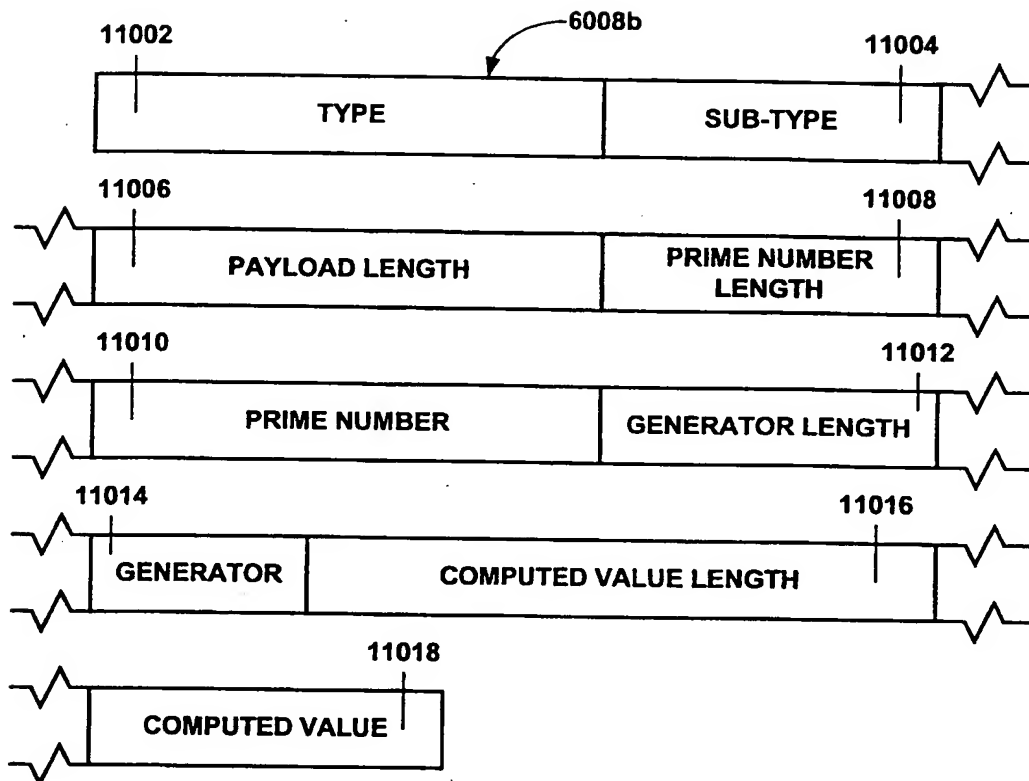 6008b
11002
11004
TYPE
SUB-TYPE
11006
11008
PAYLOAD LENGTH
PRIME NUMBER
LENGTH
11010
11012
PRIME NUMBER
GENERATOR LENGTH
11014
11016
GENERATOR
COMPUTED VALUE LENGTH
11018
COMPUTED VALUE